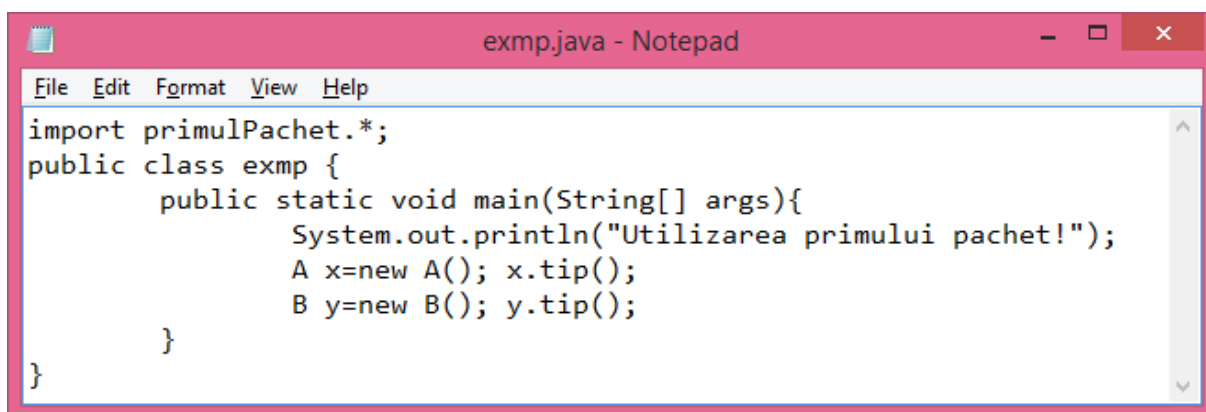 exmp.java - Notepad
File Edit Format View Help
import primulPachet.*;
public class exmp {
        public static void main(String[] args){
                System.out.println("Utilizarea primului pachet!");
                A x=new A(); x.tip();
                B y=new B(); y.tip();
        }
}